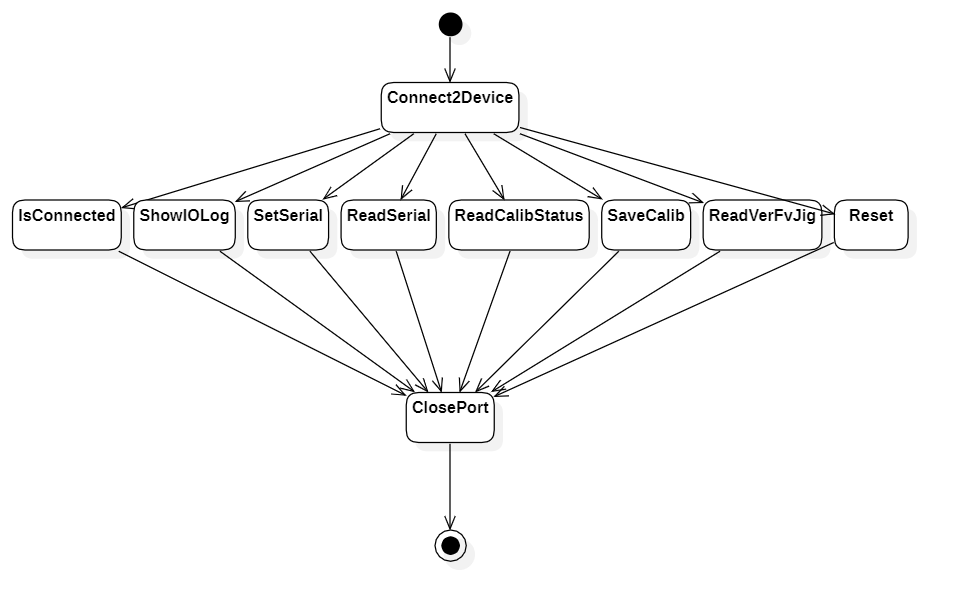 Connect2Device
IsConnected
ShowIOLog
SetSerial
ReadSerial
ReadCalibStatus
SaveCalib
ReadVerFvJig
Reset
ClosePort